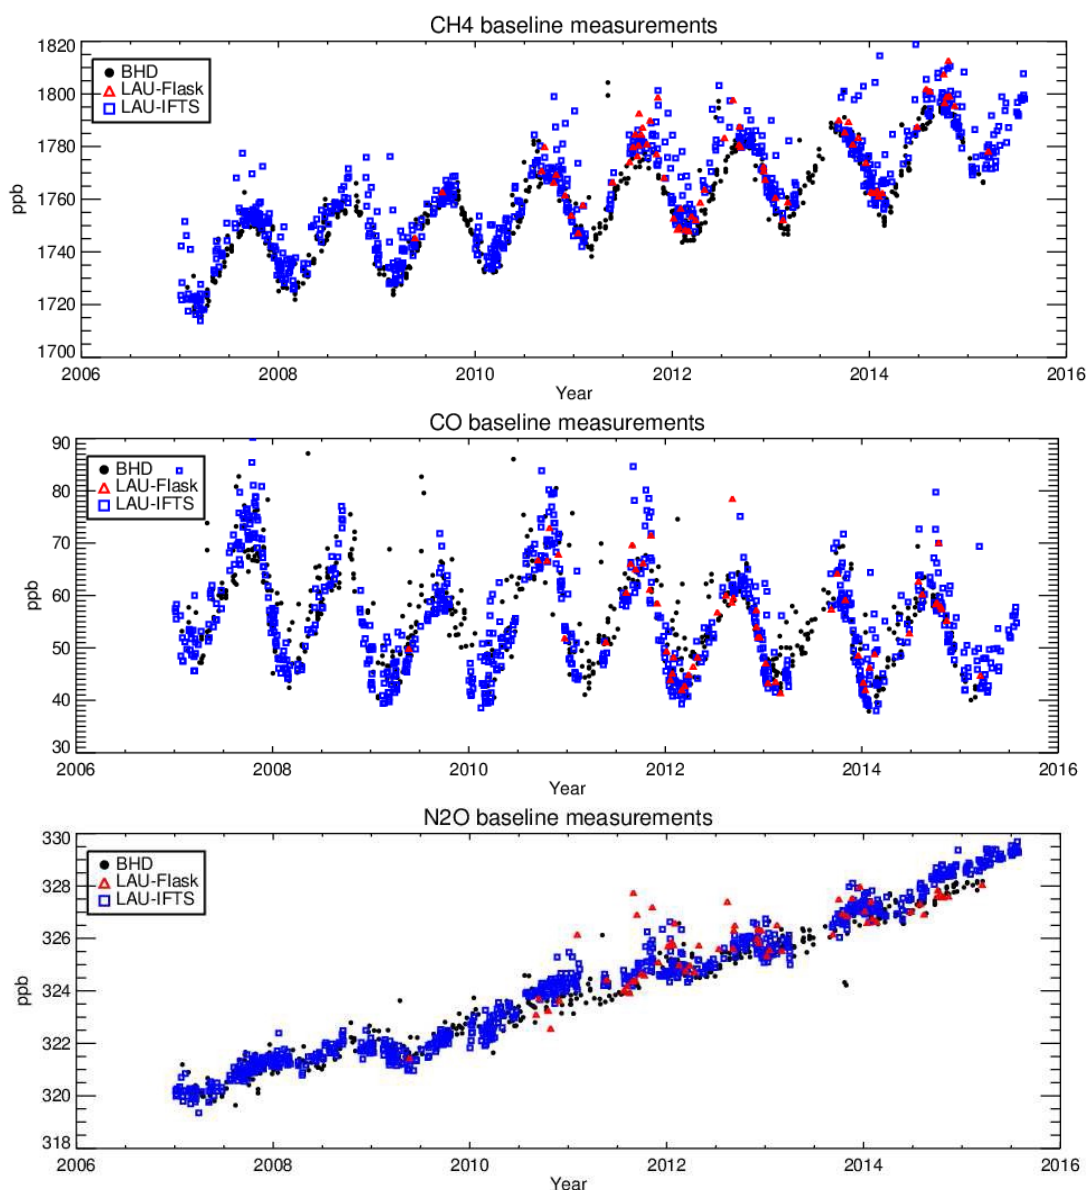 CH4 baseline measurements
1820
1800
1780
1760
1740
1720
1700
ppb
BHD
LAU-Flask
LAU-IFTS
2006
2008
2010
2012
2014
2016
Year
CO baseline measurements
90
80
70
60
50
40
30
ppb
BHD
LAU-Flask
LAU-IFTS
2006
2008
2010
2012
2014
2016
Year
N2O baseline measurements
330
328
326
324
322
320
318
ppb
BHD
LAU-Flask
LAU-IFTS
2006
2008
2010
2012
2014
2016
Year